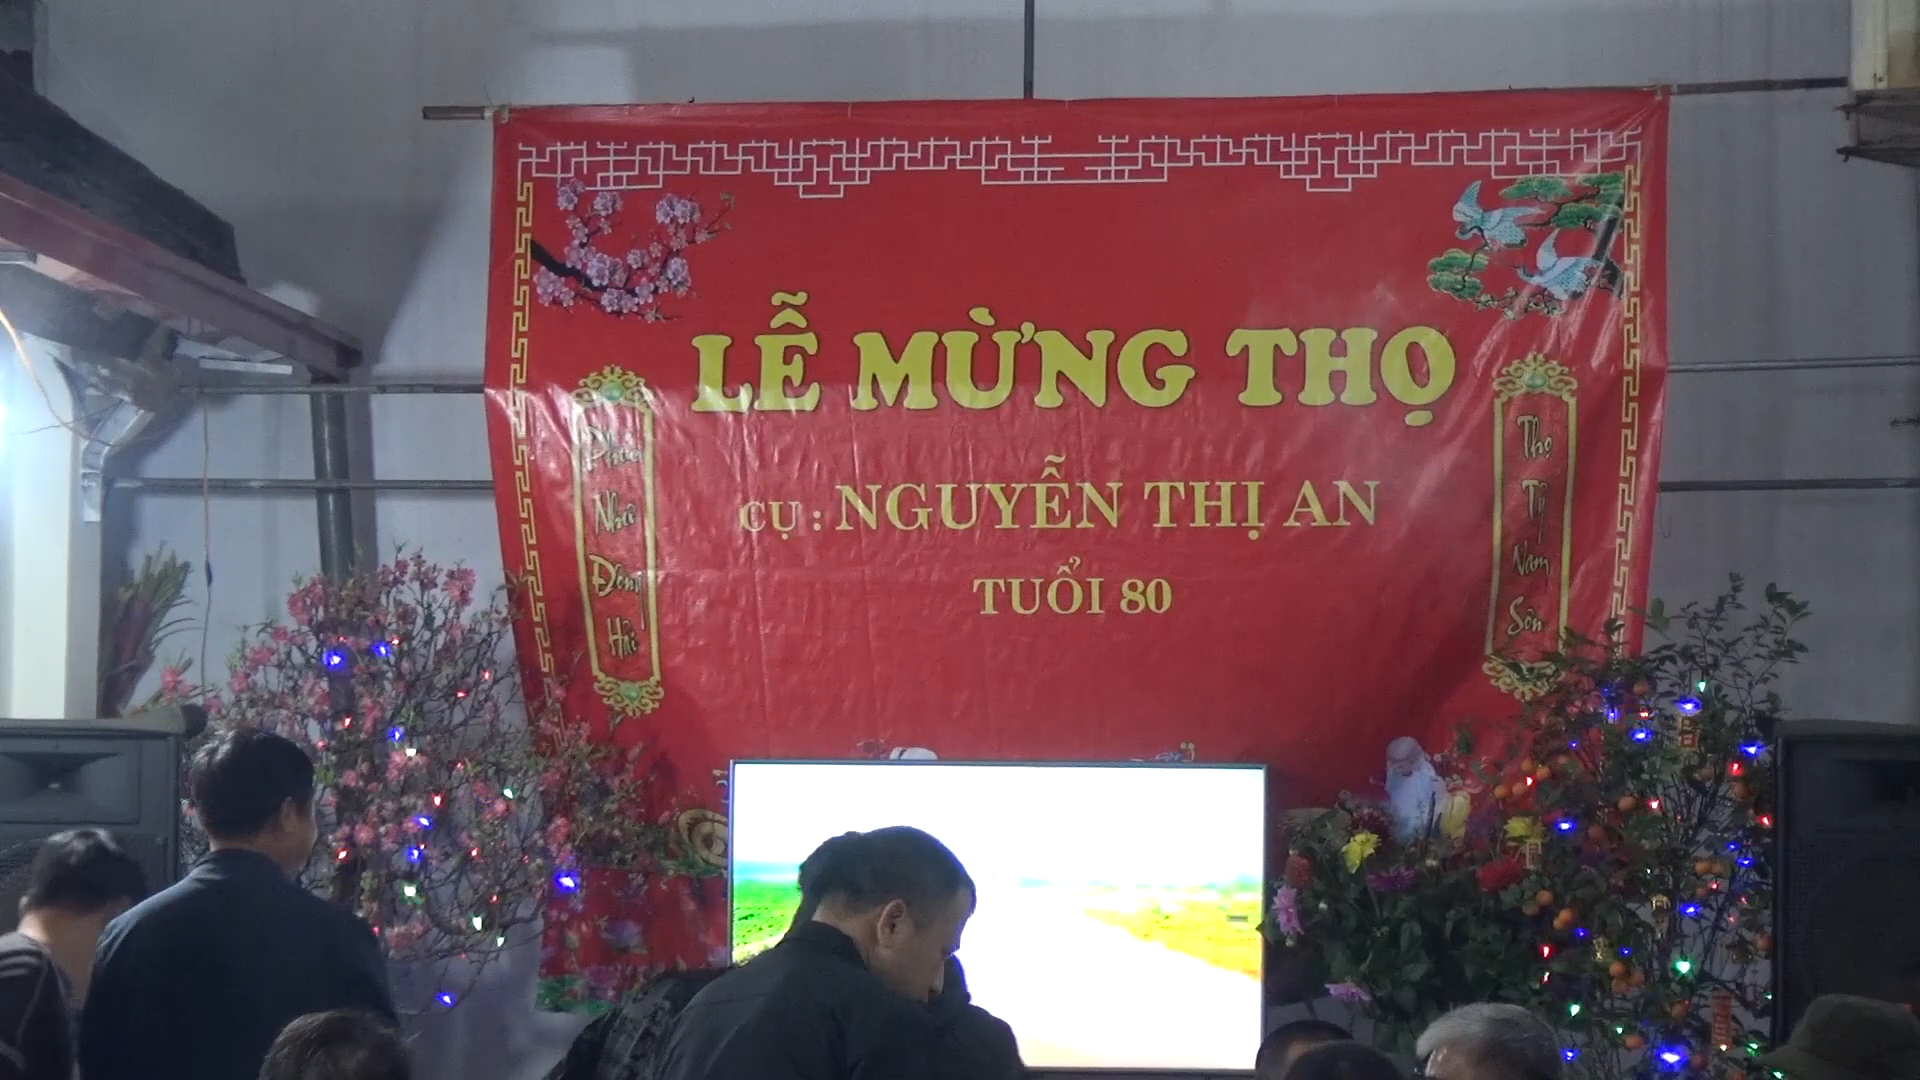 LỄ MỪNG THỌ
CỤ : NGUYỄN THỊ AN
TUỔI 80
Phúc
Như
Đông
Hải
Thọ
Tỷ
Nam
Sơn